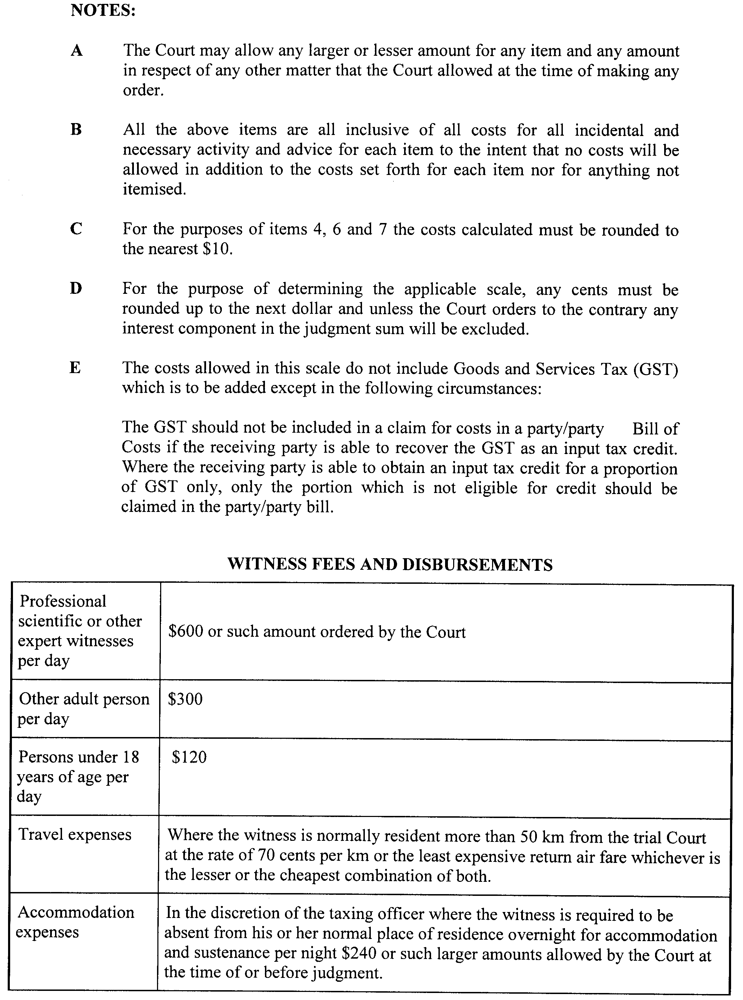 NOTES:
A The Court may allow any larger or lesser amount for any item and any amount
in respect of any other matter that the Court allowed at the time of making any
order.
B All the above items are all inclusive of all costs for all incidental and
necessary activity and advice for each item to the intent that no costs will be
allowed in addition to the costs set forth for each item nor for anything not
itemised.
C For the purposes of items 4, 6 and 7 the costs calculated must be rounded to
the nearest $10.
D For the purpose of determining the applicable scale, any cents must be
rounded up to the next dollar and unless the Court orders to the contrary any
interest component in the judgment sum will be excluded.
E The costs allowed in this scale do not include Goods and Services Tax (GST)
which is to be added except in the following circumstances:
The GST should not be included in a claim for costs in a party/party Bill of
Costs if the receiving party is able to recover the GST as an input tax credit.
Where the receiving party is able to obtain an input tax credit for a proportion
of GST only, only the portion which is not eligible for credit should be
claimed in the party/party bill.
WITNESS FEES AND DISBURSEMENTS
Professional
scientific or other
expert witnesses
per day
$600 or such amount ordered by the Court
Other adult person
per day
$300
Persons under 18
years of age per
day
$120
Travel expenses
Where the witness is normally resident more than 50 km from the trial Court
at the rate of 70 cents per km or the least expensive return air fare whichever is
the lesser or the cheapest combination of both.
Accommodation
expenses
In the discretion of the taxing officer where the witness is required to be
absent from his or her normal place of residence overnight for accommodation
and sustenance per night $240 or such larger amounts allowed by the Court at
the time of or before judgment.